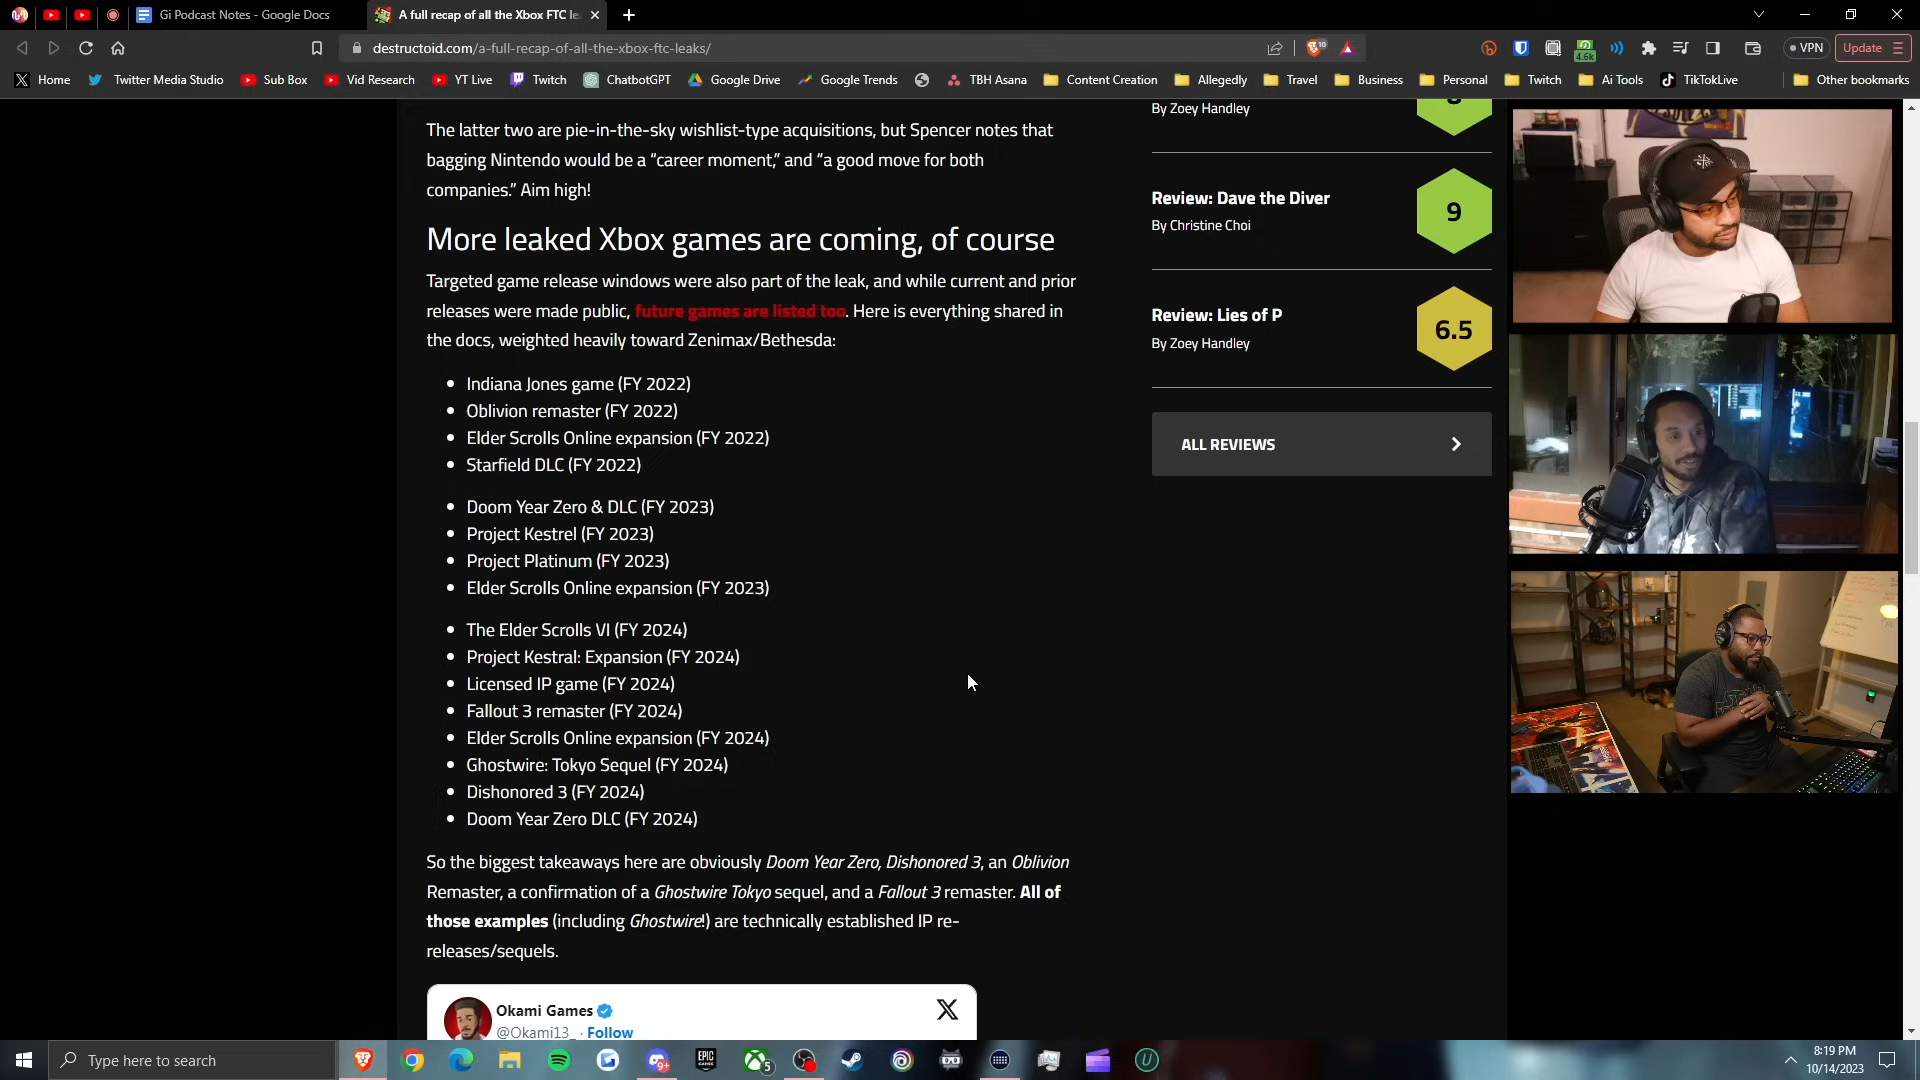 Gi Podcast Notes - Google Docs
A full recap of all the Xbox FTC le
destructoid.com/a-full-recap-of-all-the-xbox-ftc-leaks/
10
4.6k
VPN
Update
Home
Twitter Media Studio
Sub Box
Vid Research
YT Live
Twitch
ChatbotGPT
Google Drive
Google Trends
TBH Asana
Content Creation
Allegedly
Travel
Business
Personal
Twitch
Ai Tools
TikTokLive
Other bookmarks
The latter two are pie-in-the-sky wishlist-type acquisitions, but Spencer notes that
bagging Nintendo would be a “career moment,” and “a good move for both
companies.” Aim high!
More leaked Xbox games are coming, of course
Targeted game release windows were also part of the leak, and while current and prior
releases were made public, future games are listed too. Here is everything shared in
the docs, weighted heavily toward Zenimax/Bethesda:
Indiana Jones game (FY 2022)
Oblivion remaster (FY 2022)
Elder Scrolls Online expansion (FY 2022)
Starfield DLC (FY 2022)
Doom Year Zero & DLC (FY 2023)
Project Kestrel (FY 2023)
Project Platinum (FY 2023)
Elder Scrolls Online expansion (FY 2023)
The Elder Scrolls VI (FY 2024)
Project Kestral: Expansion (FY 2024)
Licensed IP game (FY 2024)
Fallout 3 remaster (FY 2024)
Elder Scrolls Online expansion (FY 2024)
Ghostwire: Tokyo Sequel (FY 2024)
Dishonored 3 (FY 2024)
Doom Year Zero DLC (FY 2024)
So the biggest takeaways here are obviously Doom Year Zero, Dishonored 3, an Oblivion
Remaster, a confirmation of a Ghostwire Tokyo sequel, and a Fallout 3 remaster. All of
those examples (including Ghostwire!) are technically established IP re-
releases/sequels.
Okami Games
@Okami13_ · Follow
By Zoey Handley
Review: Dave the Diver
By Christine Choi
9
Review: Lies of P
By Zoey Handley
6.5
ALL REVIEWS
Type here to search
9+
EPIC
GAMES
5
8:19 PM
10/14/2023